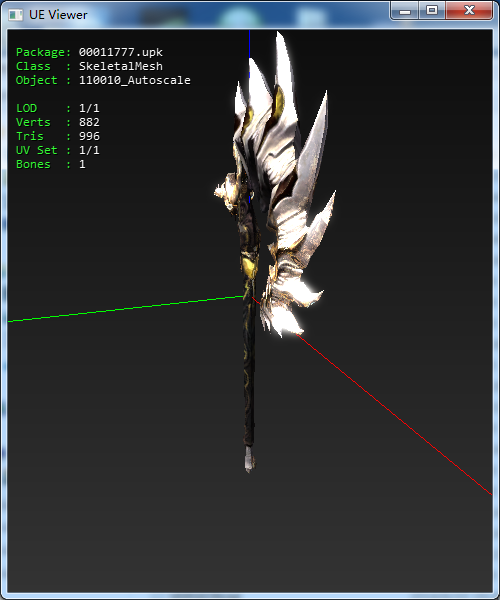 UE Viewer
Package: 00011777.upk
Class : SkeletalMesh
Object : 110010_Autoscale
LOD : 1/1
Verts : 882
Tris : 996
UV Set : 1/1
Bones : 1